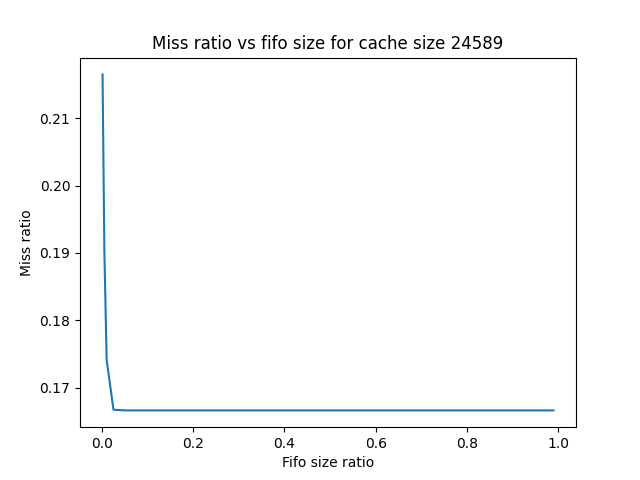 Miss ratio vs fifo size for cache size 24589
0.21
0.20
0.19
0.18
0.17
Miss ratio
0.0 0.2 0.4 0.6 0.8 1.0
Fifo size ratio